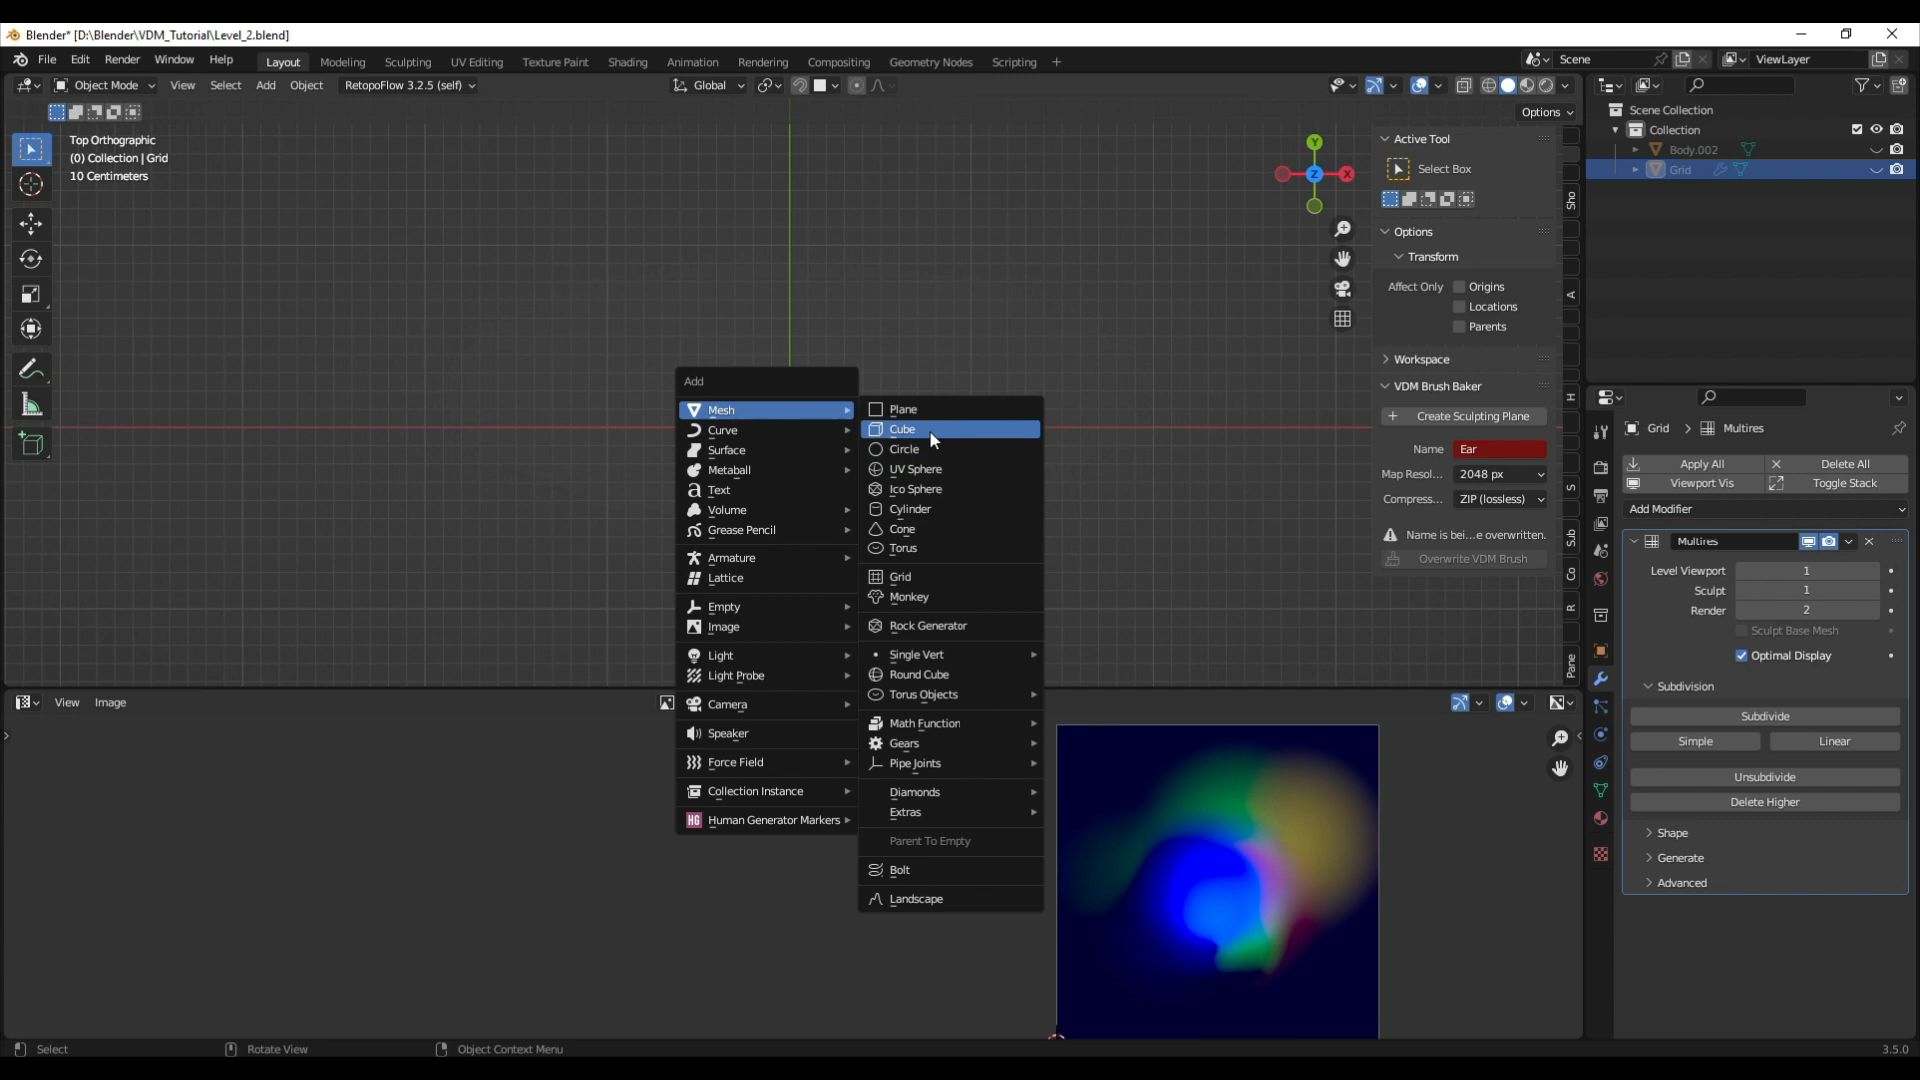 Blender* [D:\Blender\VDM_Tutorial\Level_2.blend]
File Edit Render Window Help Layout Modeling Sculpting UV Editing Texture Paint Shading Animation Rendering Compositing Geometry Nodes Scripting + Scene ViewLayer
Object Mode View Select Add Object RetopoFlow 3.2.5 (self) Global
Options
Top Orthographic
(0) Collection | Grid
10 Centimeters
Y
Z X
Active Tool
Select Box
Options
Transform
Affect Only Origins
Locations
Parents
Workspace
VDM Brush Baker
+ Create Sculpting Plane
Name Ear
Map Resol... 2048 px
Compress... ZIP (lossless)
Name is bei...e overwritten.
Overwrite VDM Brush
Sho
A
H
S
Sub
Co
R
Pane
Scene Collection
Collection
Body.002
Grid
Add
Mesh
Curve
Surface
Metaball
Text
Volume
Grease Pencil
Armature
Lattice
Empty
Image
Light
Light Probe
Camera
Speaker
Force Field
Collection Instance
HG Human Generator Markers
Plane
Cube
Circle
UV Sphere
Ico Sphere
Cylinder
Cone
Torus
Grid
Monkey
Rock Generator
Single Vert
Round Cube
Torus Objects
Math Function
Gears
Pipe Joints
Diamonds
Extras
Parent To Empty
Bolt
Landscape
View Image
Grid > Multires
Apply All Delete All
Viewport Vis Toggle Stack
Add Modifier
Multires
Level Viewport 1
Sculpt 1
Render 2
Sculpt Base Mesh
Optimal Display
Subdivision
Subdivide
Simple Linear
Unsubdivide
Delete Higher
Shape
Generate
Advanced
Select Rotate View Object Context Menu 3.5.0